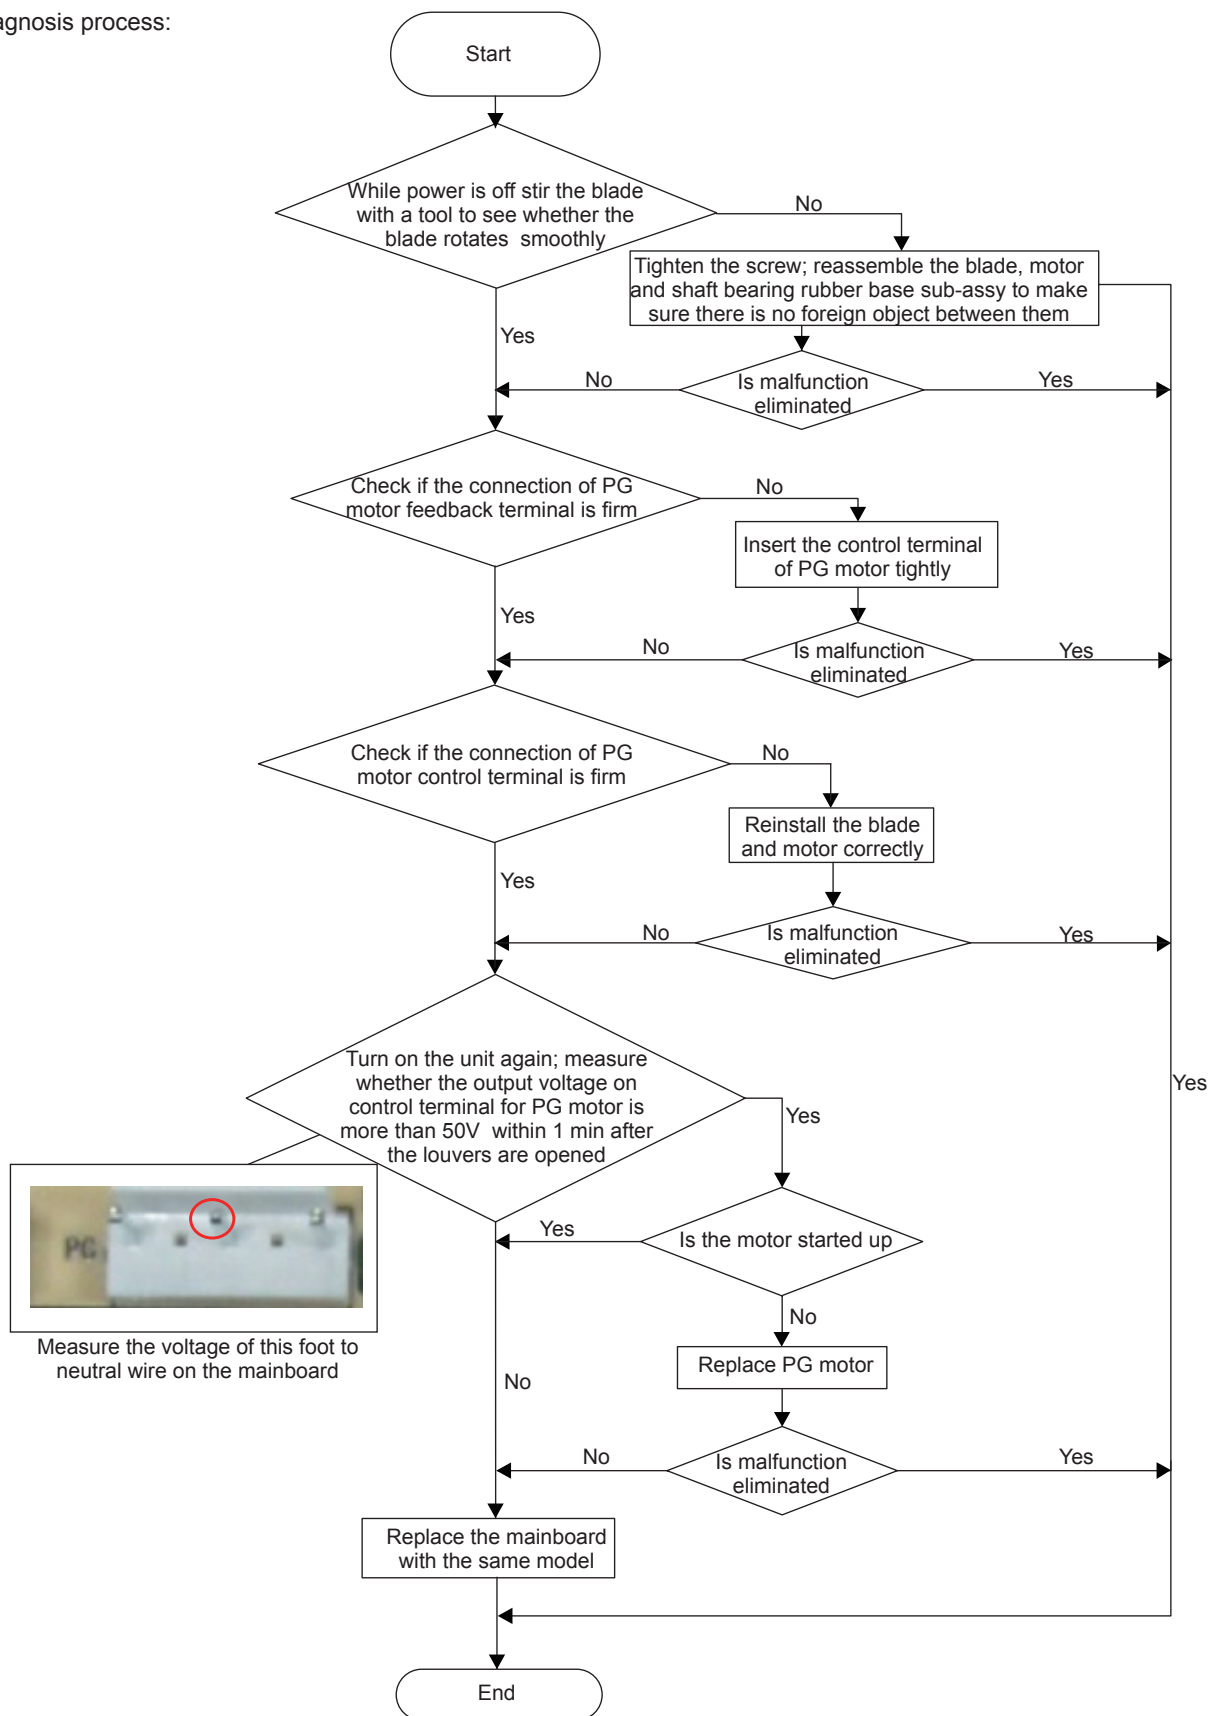 agnosis process:
Start
While power is off stir the blade
with a tool to see whether the
blade rotates smoothly
No
Tighten the screw; reassemble the blade, motor
and shaft bearing rubber base sub-assy to make
sure there is no foreign object between them
Yes
No
Is malfunction
eliminated
Yes
Check if the connection of PG
motor feedback terminal is firm
No
Insert the control terminal
of PG motor tightly
Yes
No
Is malfunction
eliminated
Yes
Check if the connection of PG
motor control terminal is firm
No
Reinstall the blade
and motor correctly
Yes
No
Is malfunction
eliminated
Yes
Turn on the unit again; measure
whether the output voltage on
control terminal for PG motor is
more than 50V within 1 min after
the louvers are opened
Yes
Yes
PG
Measure the voltage of this foot to
neutral wire on the mainboard
Yes
Is the motor started up
No
Replace PG motor
No
No
Is malfunction
eliminated
Yes
Replace the mainboard
with the same model
End